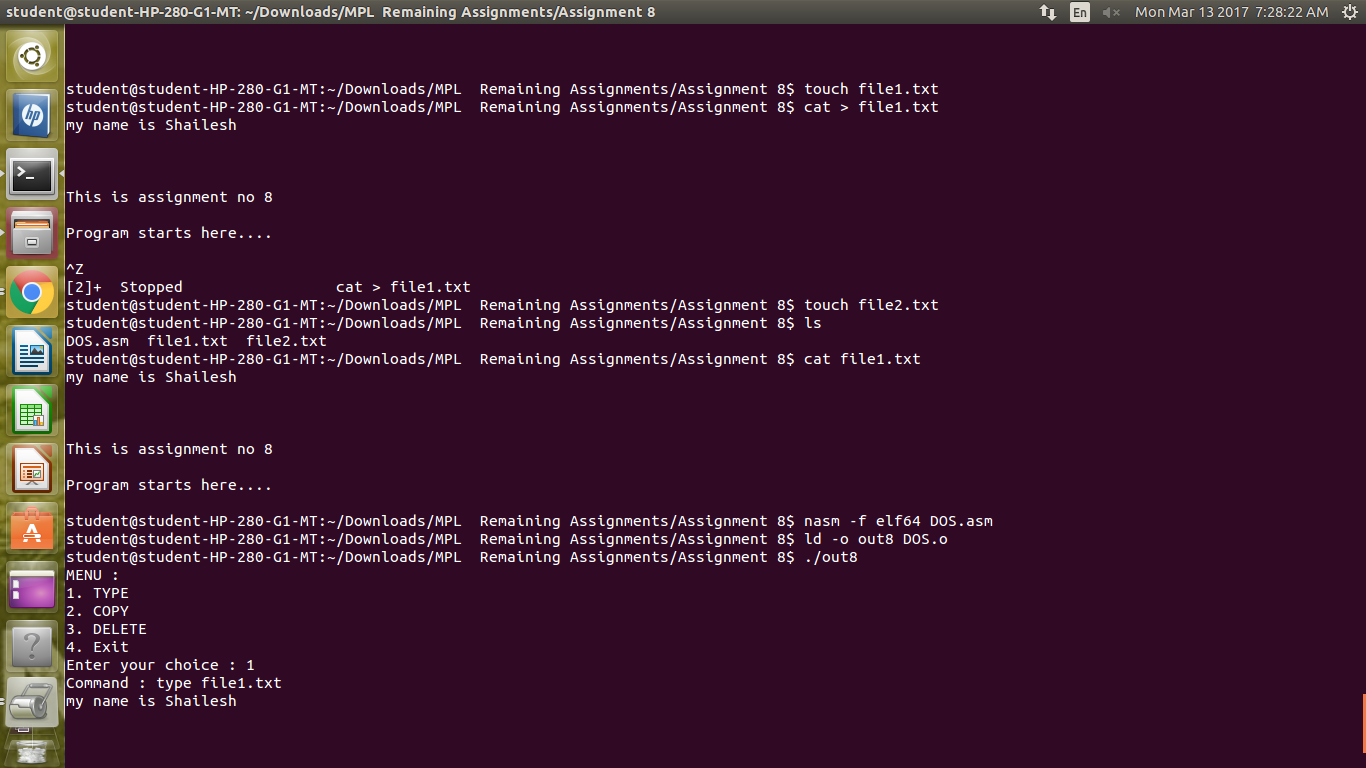 student@student-HP-280-G1-MT: ~/Downloads/MPL  Remaining Assignments/Assignment 8
En
Mon Mar 13 2017 7:28:22 AM
student@student-HP-280-G1-MT:~/Downloads/MPL  Remaining Assignments/Assignment 8$ touch file1.txt
student@student-HP-280-G1-MT:~/Downloads/MPL  Remaining Assignments/Assignment 8$ cat > file1.txt
my name is Shailesh
This is assignment no 8
Program starts here....
^Z
[2]+  Stopped                 cat > file1.txt
student@student-HP-280-G1-MT:~/Downloads/MPL  Remaining Assignments/Assignment 8$ touch file2.txt
student@student-HP-280-G1-MT:~/Downloads/MPL  Remaining Assignments/Assignment 8$ ls
DOS.asm  file1.txt  file2.txt
student@student-HP-280-G1-MT:~/Downloads/MPL  Remaining Assignments/Assignment 8$ cat file1.txt
my name is Shailesh
This is assignment no 8
Program starts here....
student@student-HP-280-G1-MT:~/Downloads/MPL  Remaining Assignments/Assignment 8$ nasm -f elf64 DOS.asm
student@student-HP-280-G1-MT:~/Downloads/MPL  Remaining Assignments/Assignment 8$ ld -o out8 DOS.o
student@student-HP-280-G1-MT:~/Downloads/MPL  Remaining Assignments/Assignment 8$ ./out8
MENU :
1. TYPE
2. COPY
3. DELETE
4. Exit
Enter your choice : 1
Command : type file1.txt
my name is Shailesh